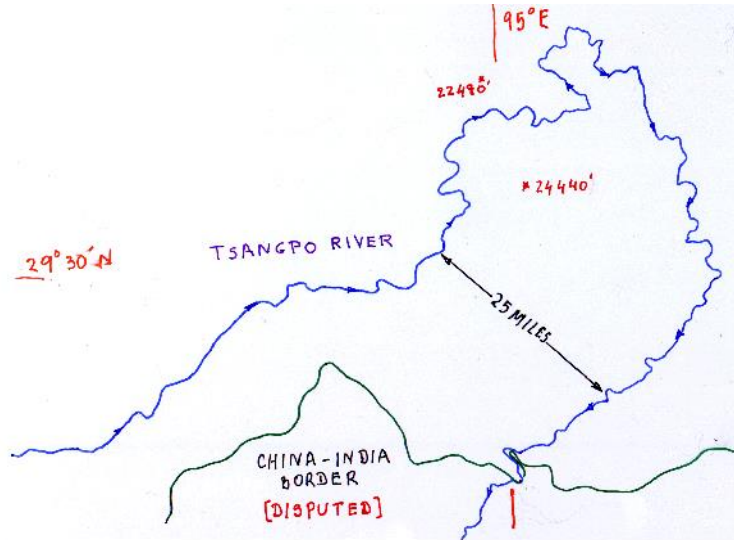 95°E
22480'
*24440'
TSANGPO RIVER
29°30'N
25 MILES
CHINA-INDIA
BORDER
[DISPUTED]